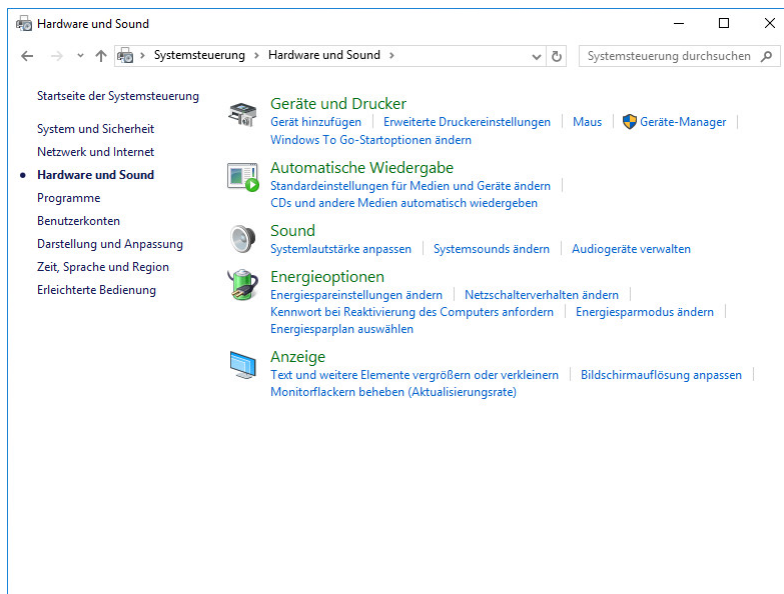 Hardware und Sound
Systemsteuerung > Hardware und Sound >
Systemsteuerung durchsuchen
Startseite der Systemsteuerung
System und Sicherheit
Netzwerk und Internet
Hardware und Sound
Programme
Benutzerkonten
Darstellung und Anpassung
Zeit, Sprache und Region
Erleichterte Bedienung
Geräte und Drucker
Gerät hinzufügen | Erweiterte Druckereinstellungen | Maus | Geräte-Manager |
Windows To Go-Startoptionen ändern
Automatische Wiedergabe
Standardeinstellungen für Medien und Geräte ändern |
CDs und andere Medien automatisch wiedergeben
Sound
Systemlautstärke anpassen | Systemsounds ändern | Audiogeräte verwalten
Energieoptionen
Energiespareinstellungen ändern | Netzschalterverhalten ändern |
Kennwort bei Reaktivierung des Computers anfordern | Energiesparmodus ändern |
Energiesparplan auswählen
Anzeige
Text und weitere Elemente vergrößern oder verkleinern | Bildschirmauflösung anpassen |
Monitorflackern beheben (Aktualisierungsrate)